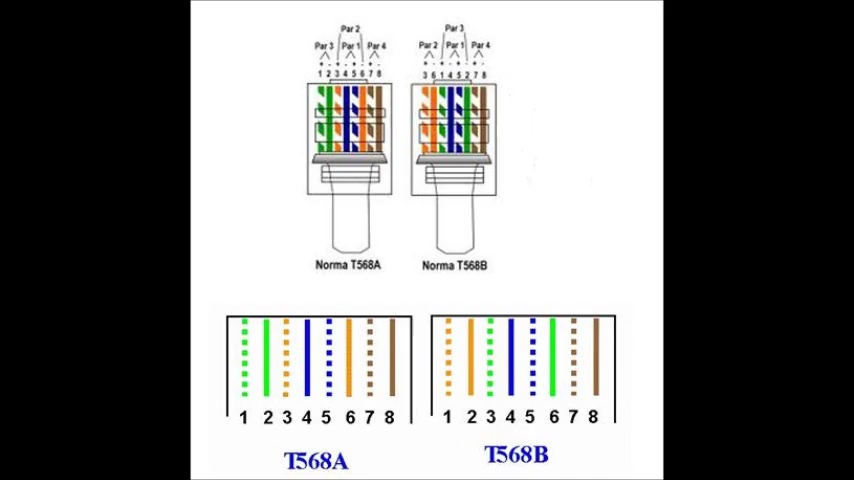 Par 2
Par 3 Par 1 Par 4
+ - + - + - + -
1 2 3 4 5 6 7 8
Norma T568A
Par 3
Par 2 Par 1 Par 4
+ - + - + - + -
3 6 1 4 5 2 7 8
Norma T568B
1 2 3 4 5 6 7 8
T568A
1 2 3 4 5 6 7 8
T568B